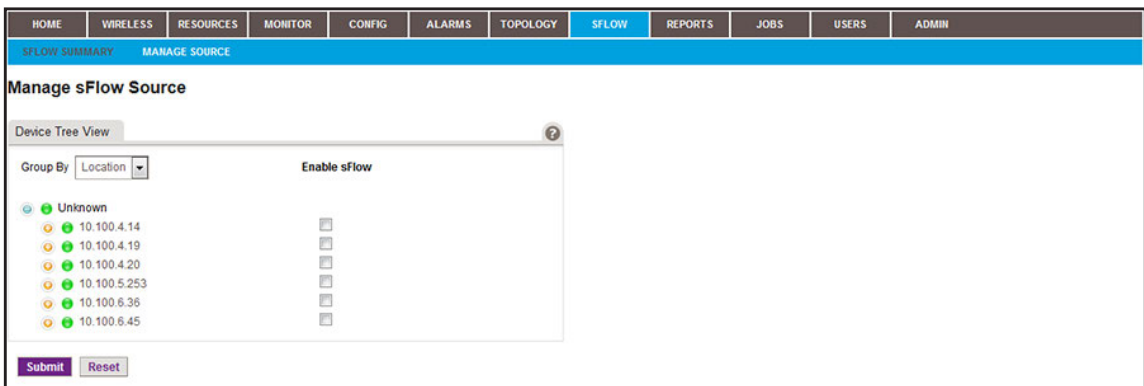 HOME WIRELESS RESOURCES MONITOR CONFIG ALARMS TOPOLOGY SFLOW REPORTS JOBS USERS ADMIN
SFLOW SUMMARY MANAGE SOURCE
Manage sFlow Source
Device Tree View ?
Group By Location Enable sFlow
Unknown
10.100.4.14
10.100.4.19
10.100.4.20
10.100.5.253
10.100.6.36
10.100.6.45
Submit Reset